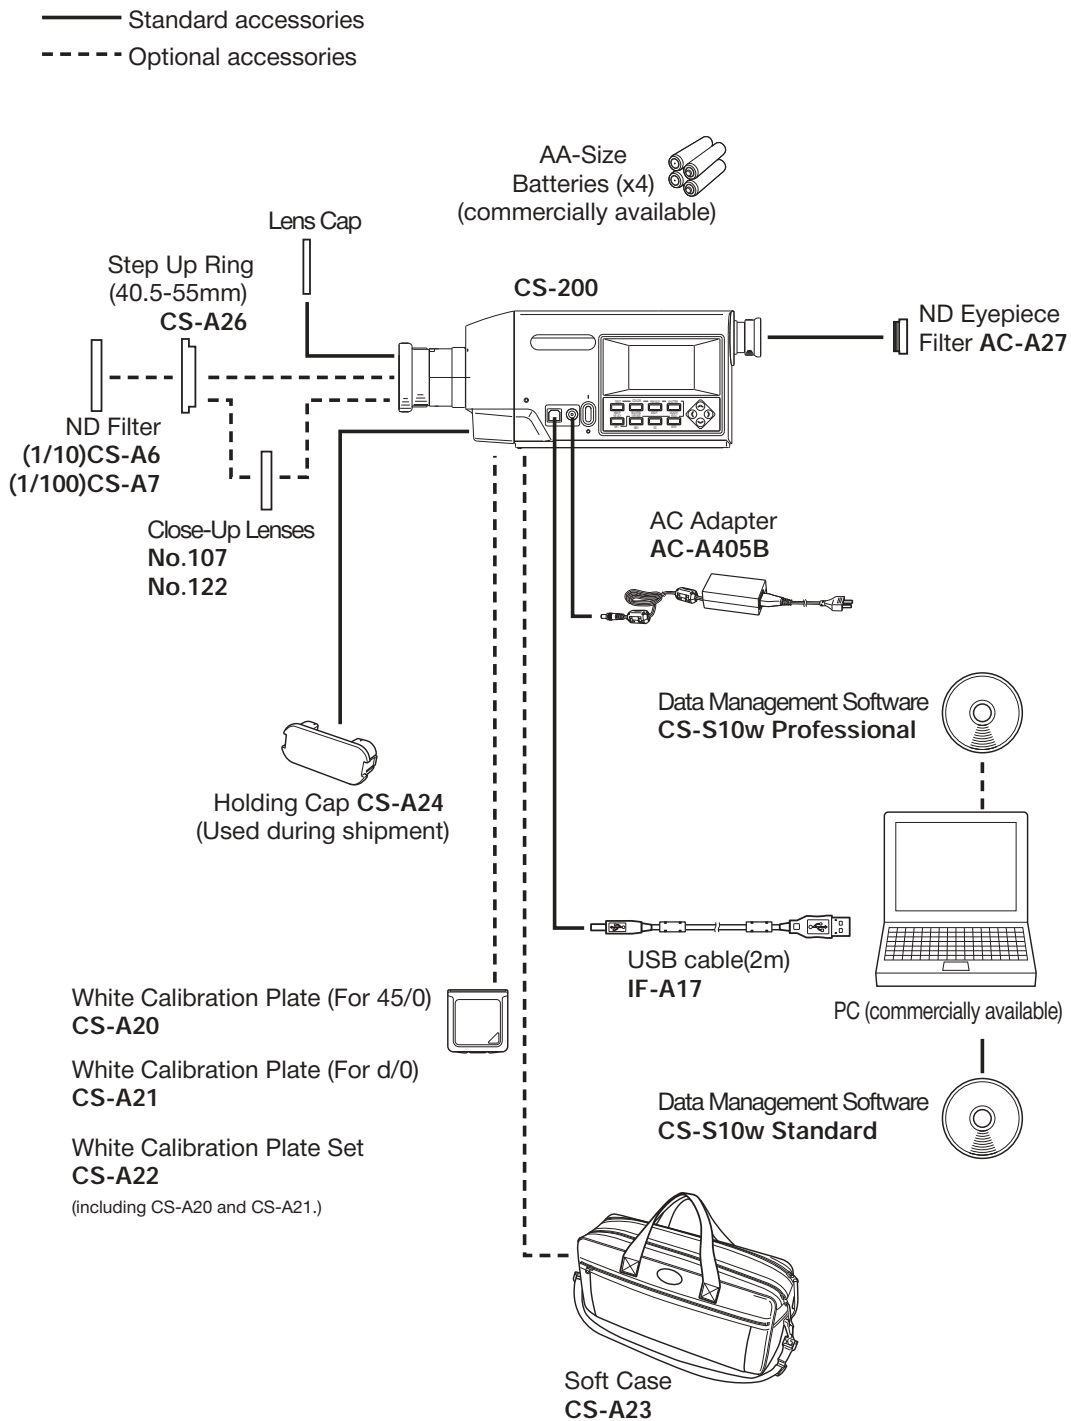 Standard accessories
Optional accessories
AA-Size
Batteries (x4)
(commercially available)
Lens Cap
Step Up Ring
(40.5-55mm)
CS-A26
CS-200
ND Eyepiece
Filter AC-A27
ND Filter
(1/10)CS-A6
(1/100)CS-A7
Close-Up Lenses
No.107
No.122
AC Adapter
AC-A405B
Data Management Software
CS-S10w Professional
Holding Cap CS-A24
(Used during shipment)
USB cable(2m)
IF-A17
PC (commercially available)
White Calibration Plate (For 45/0)
CS-A20
White Calibration Plate (For d/0)
CS-A21
White Calibration Plate Set
CS-A22
(including CS-A20 and CS-A21.)
Data Management Software
CS-S10w Standard
Soft Case
CS-A23